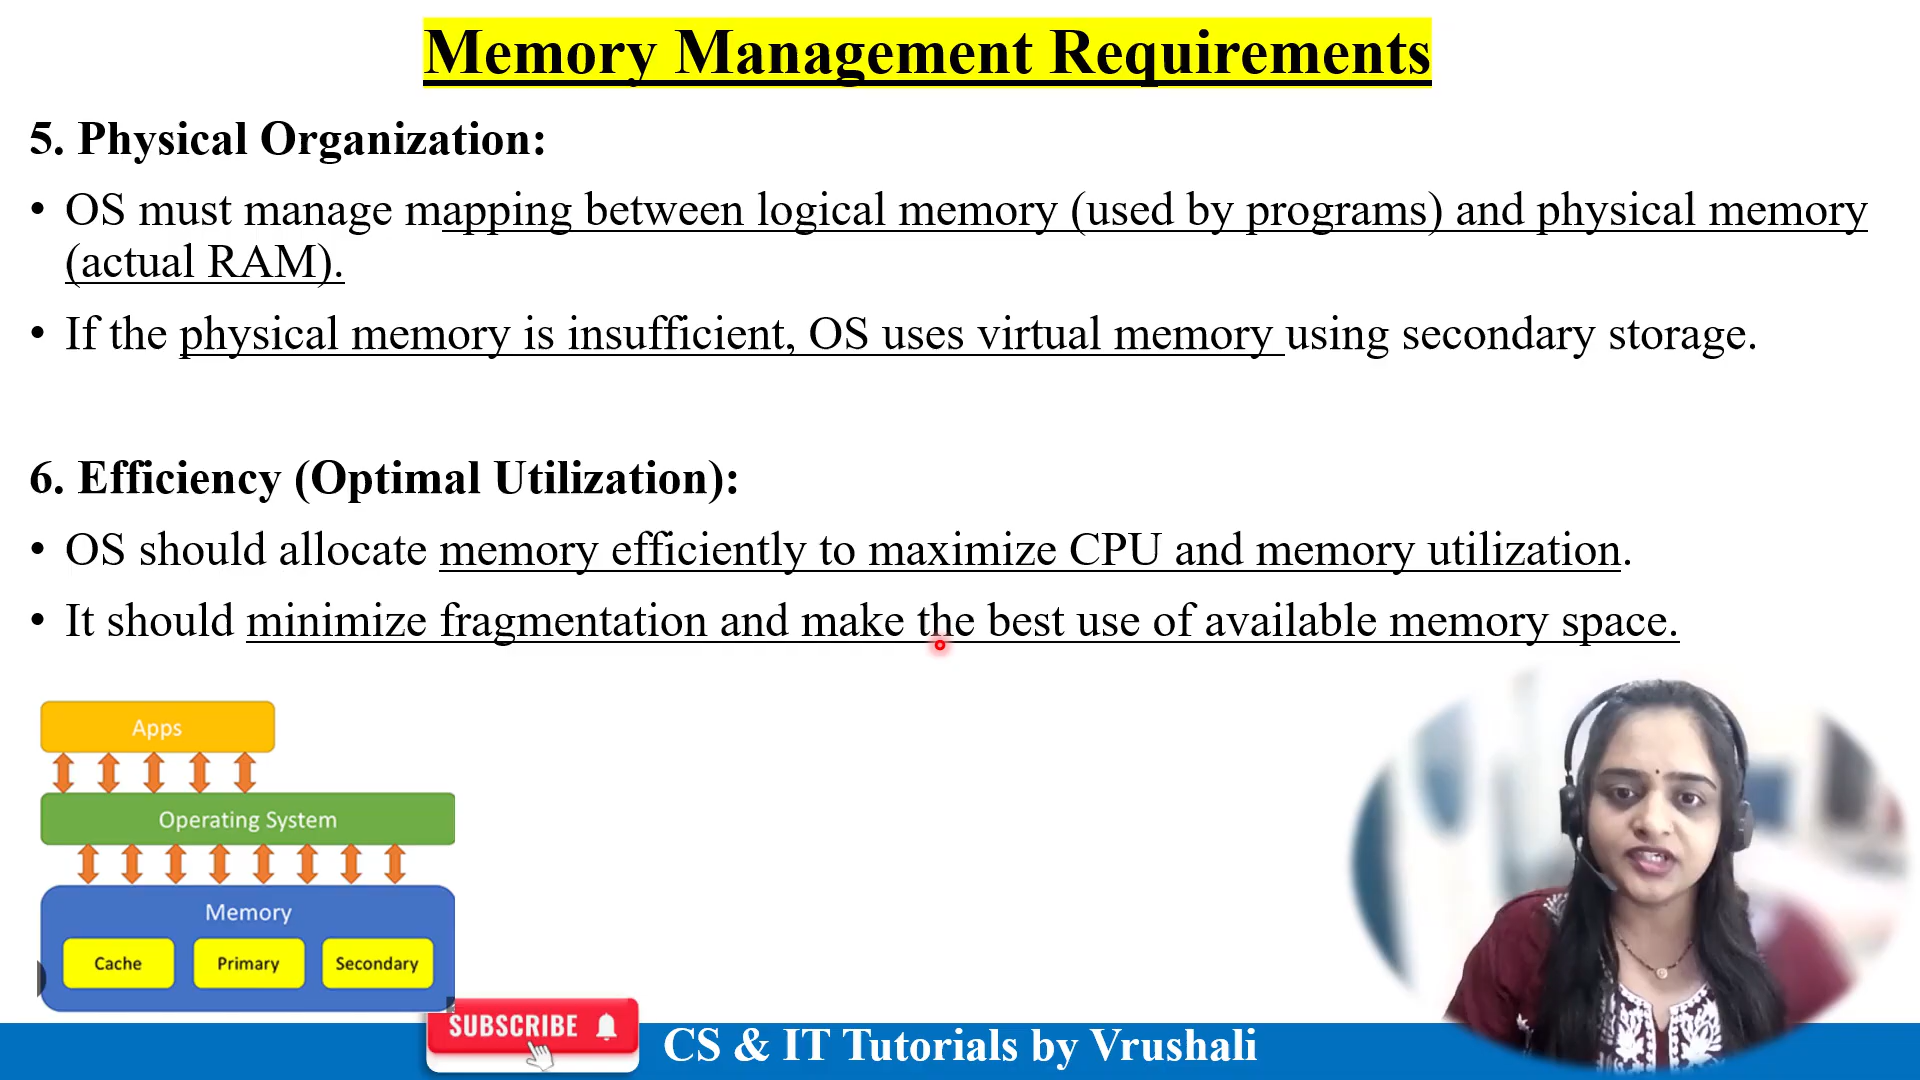 Memory Management Requirements
5. Physical Organization:
• OS must manage mapping between logical memory (used by programs) and physical memory
(actual RAM).
• If the physical memory is insufficient, OS uses virtual memory using secondary storage.
6. Efficiency (Optimal Utilization):
• OS should allocate memory efficiently to maximize CPU and memory utilization.
• It should minimize fragmentation and make the best use of available memory space.
Apps
Operating System
Memory
Cache Primary Secondary
SUBSCRIBE
CS & IT Tutorials by Vrushali